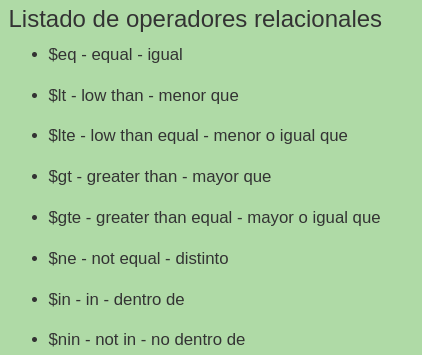 Listado de operadores relacionales
• $eq - equal - igual
• $lt - low than - menor que
• $lte - low than equal - menor o igual que
• $gt - greater than - mayor que
• $gte - greater than equal - mayor o igual que
• $ne - not equal - distinto
• $in - in - dentro de
• $nin - not in - no dentro de